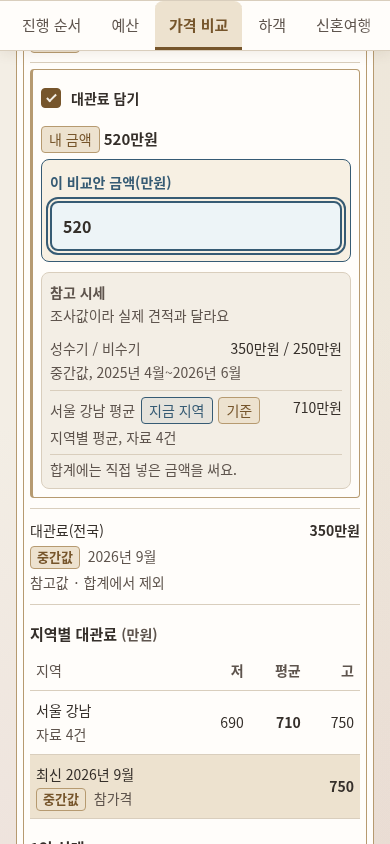 진행 순서 예산 가격 비교 하객 신혼여행
대관료 담기
내 금액 520만원
이 비교안 금액(만원)
520
참고 시세
조사값이라 실제 견적과 달라요
성수기 / 비수기 350만원 / 250만원
중간값, 2025년 4월~2026년 6월
서울 강남 평균 지금 지역 기준 710만원
지역별 평균, 자료 4건
합계에는 직접 넣은 금액을 써요.
대관료(전국) 350만원
중간값 2026년 9월
참고값 · 합계에서 제외
지역별 대관료 (만원)
지역 저 평균 고
서울 강남 690 710 750
자료 4건
최신 2026년 9월 750
중간값 참가격